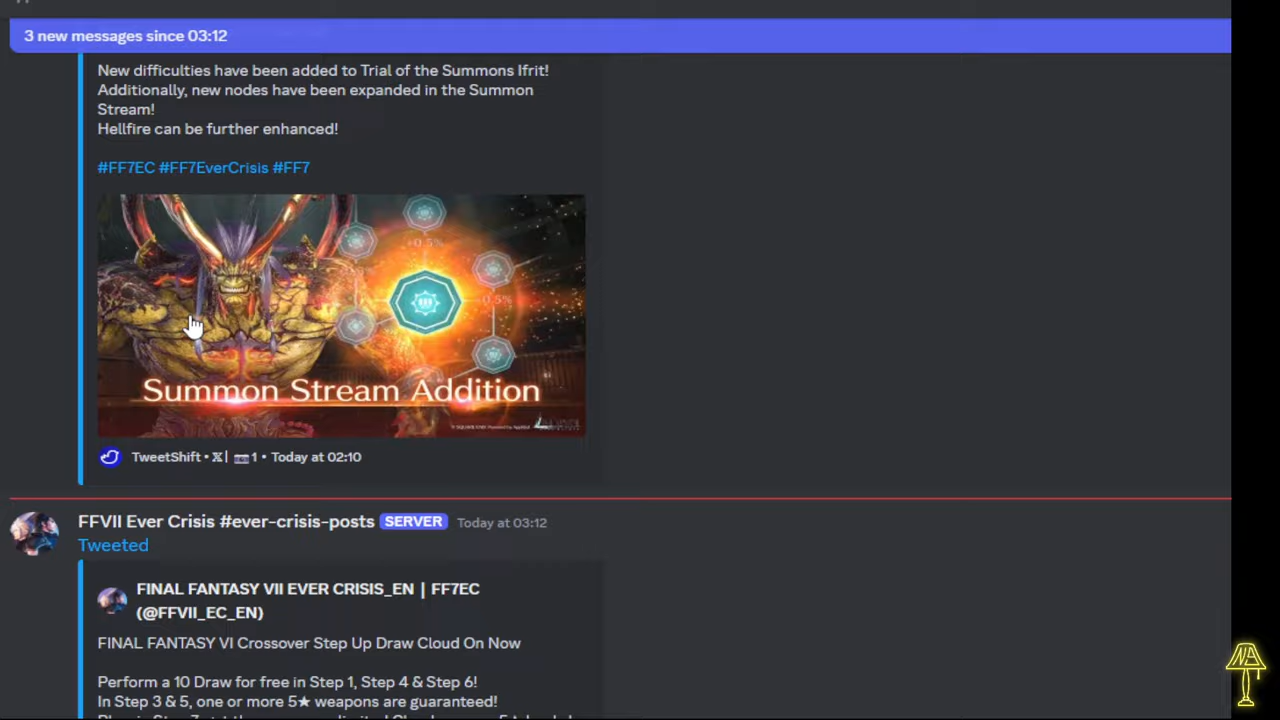 3 new messages since 03:12
New difficulties have been added to Trial of the Summons Ifrit!
Additionally, new nodes have been expanded in the Summon
Stream!
Hellfire can be further enhanced!
#FF7EC #FF7EverCrisis #FF7
+0.5%
0.5%
Summon Stream Addition
TweetShift • X | 1 • Today at 02:10
FFVII Ever Crisis #ever-crisis-posts SERVER Today at 03:12
Tweeted
FINAL FANTASY VII EVER CRISIS_EN | FF7EC
(@FFVII_EC_EN)
FINAL FANTASY VI Crossover Step Up Draw Cloud On Now
Perform a 10 Draw for free in Step 1, Step 4 & Step 6!
In Step 3 & 5, one or more 5★ weapons are guaranteed!